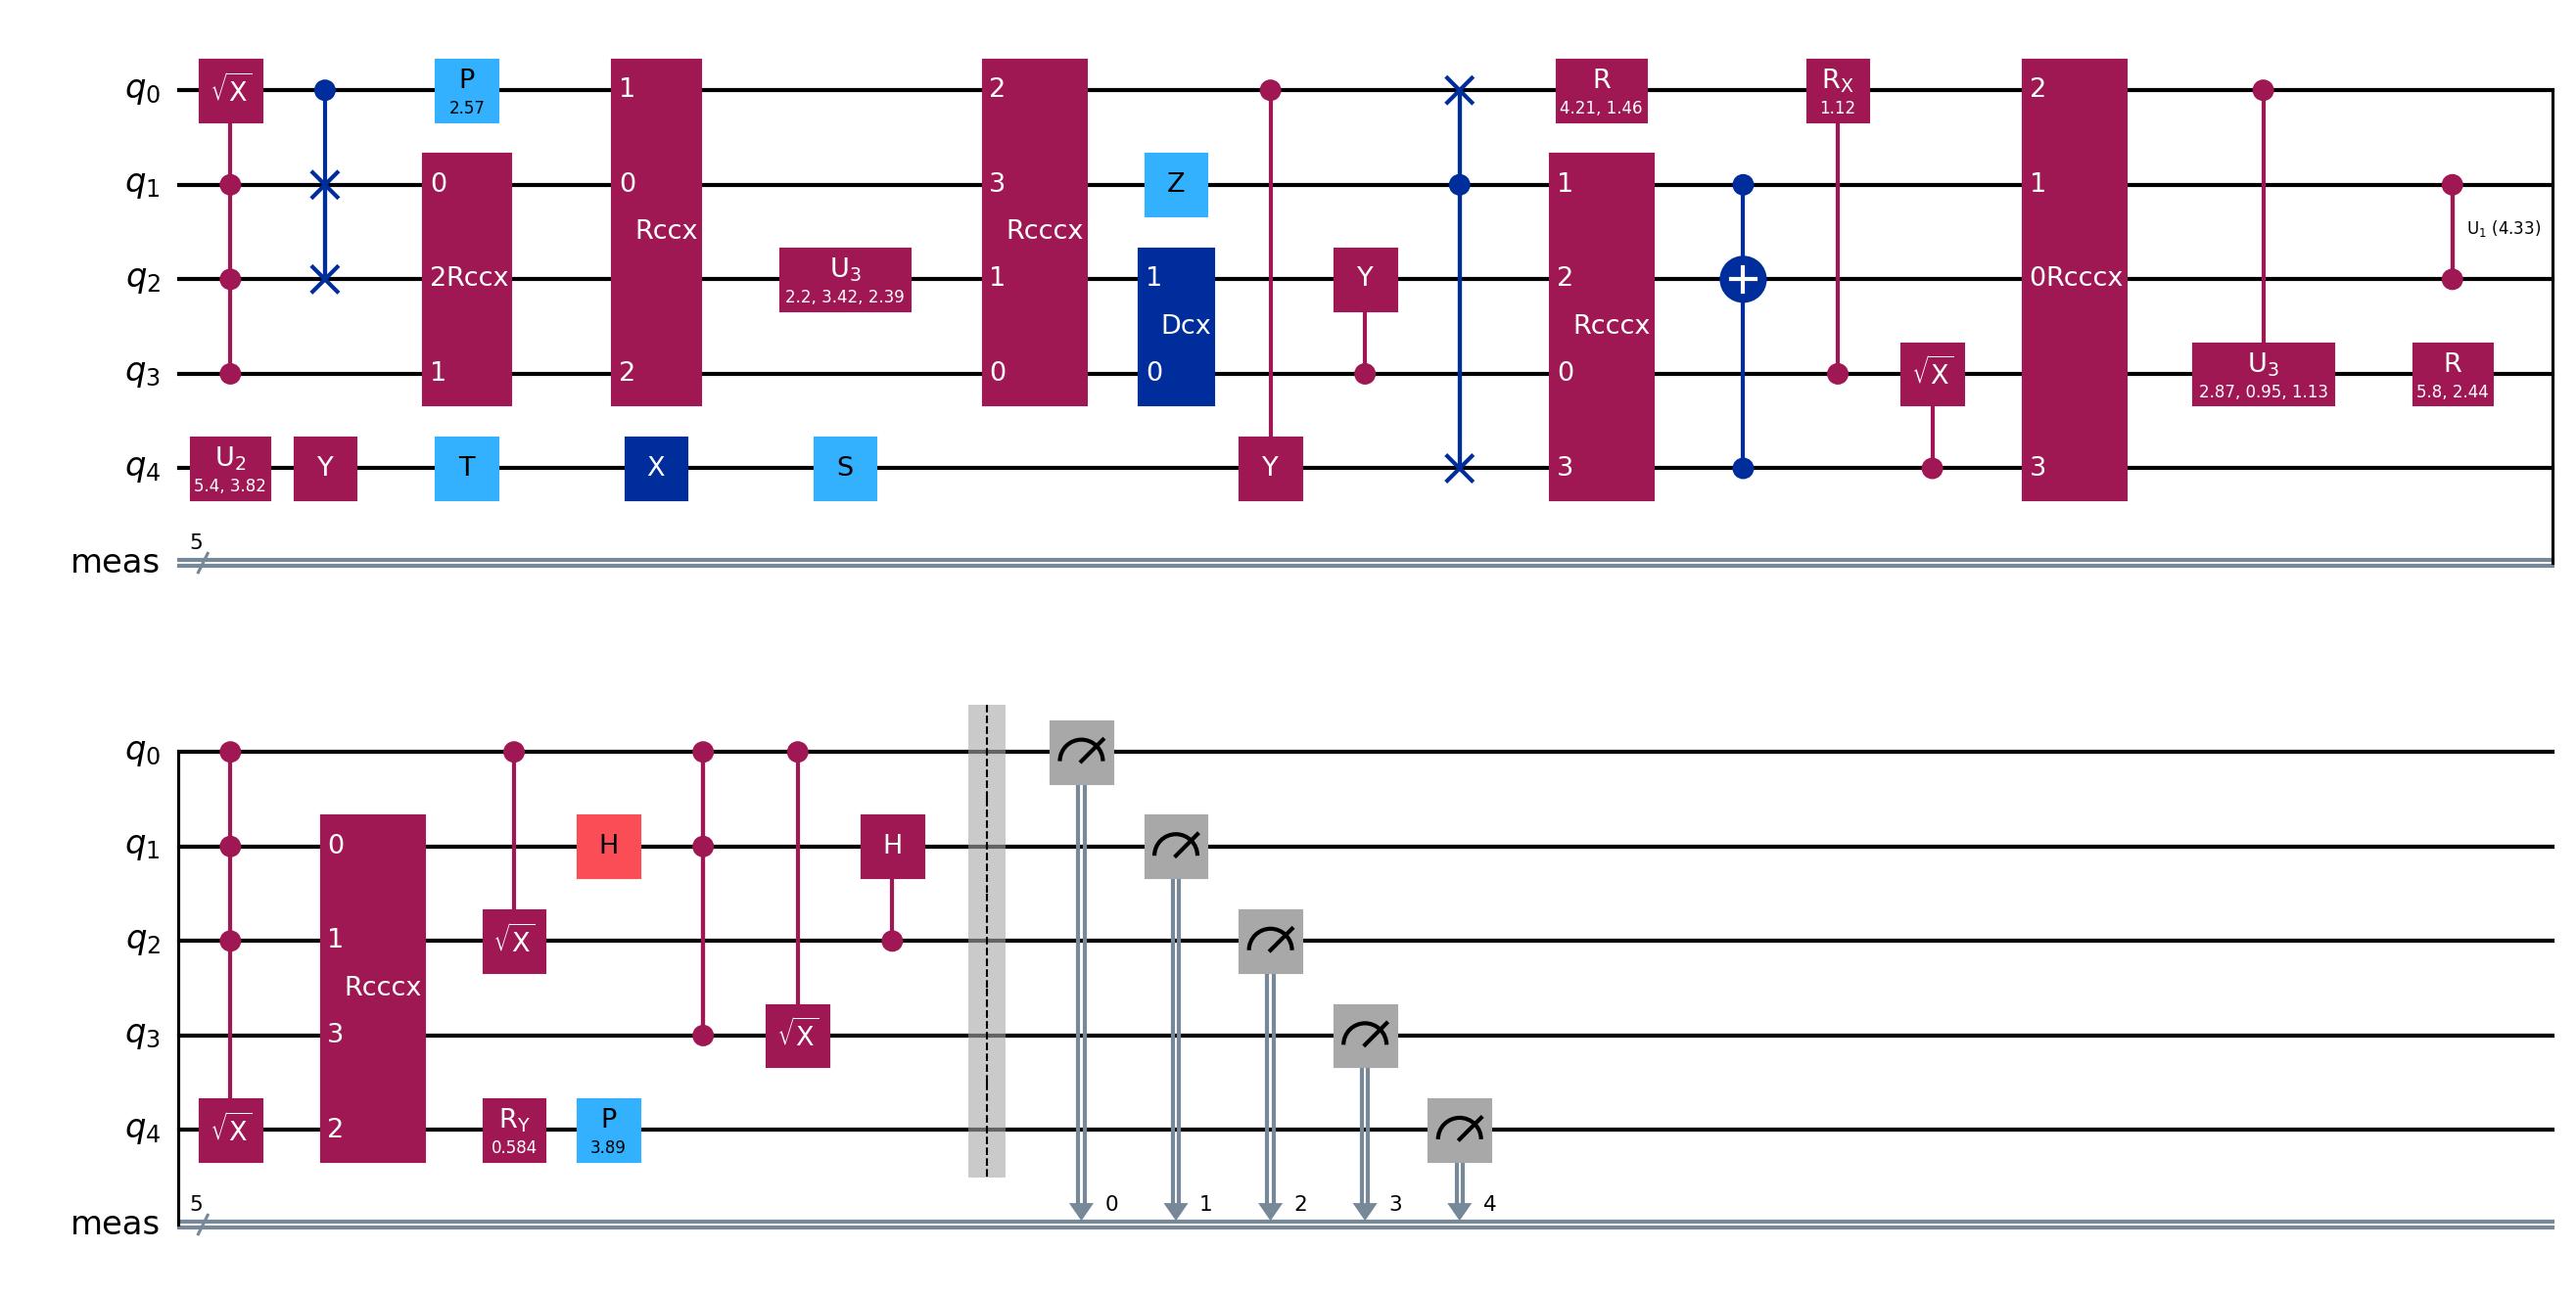 q0 √X P 2.57 1 2 R 4.21, 1.46 RX 1.12 2
q1 0 0 3 Z 1 1
Rccx Rcccx U1 (4.33)
q2 2Rccx U3 2.2, 3.42, 2.39 1 1 Y 2 0Rcccx
Dcx Rcccx
q3 1 2 0 0 0 √X U3 2.87, 0.95, 1.13 R 5.8, 2.44
q4 U2 5.4, 3.82 Y T X S Y 3 3
5
meas
q0
q1 0 H H
q2 1 √X
Rcccx
q3 3 √X
q4 √X 2 RY 0.584 P 3.89
5 0 1 2 3 4
meas